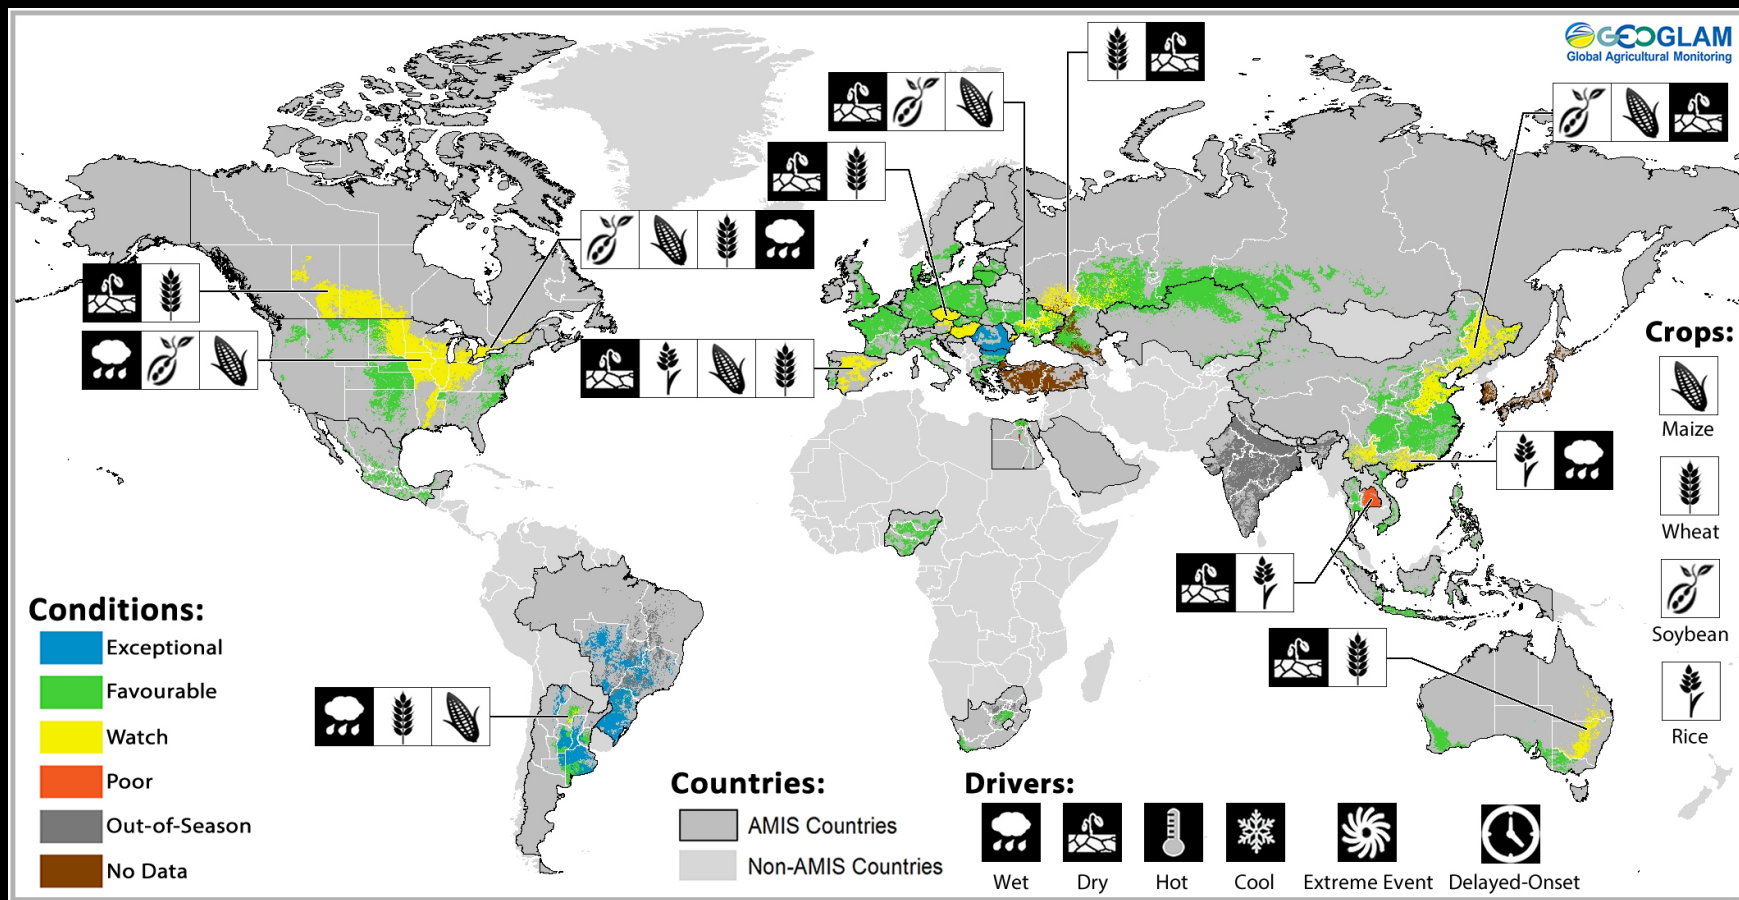 GEOGLAM
Global Agricultural Monitoring
Crops:
Maize
Wheat
Soybean
Rice
Conditions:
Exceptional
Favourable
Watch
Poor
Out-of-Season
No Data
Countries:
AMIS Countries
Non-AMIS Countries
Drivers:
Wet
Dry
Hot
Cool
Extreme Event
Delayed-Onset